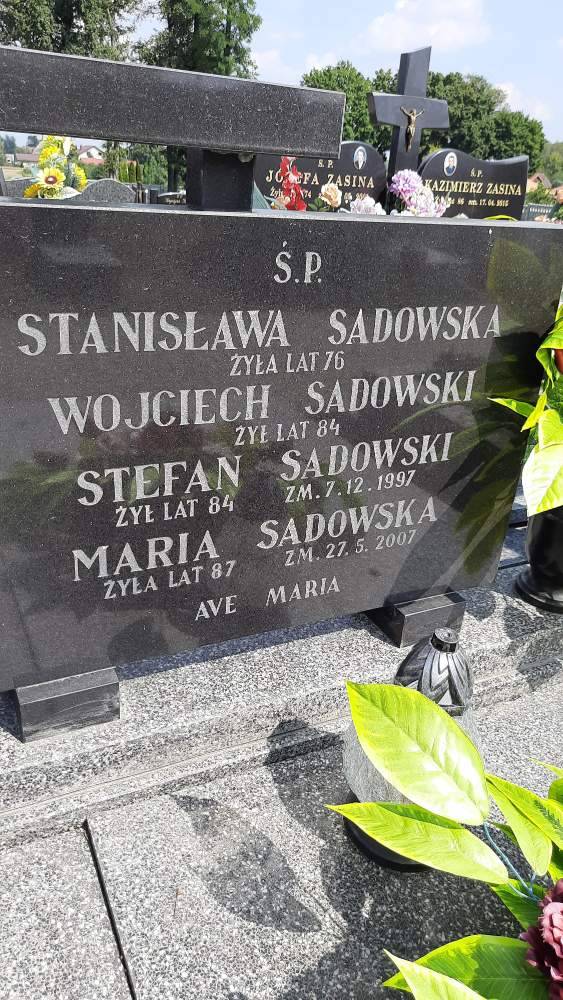 Ś.P.
JÓZEFA ZASINA
Ś.P.
KAZIMIERZ ZASINA
Ś.P.
STANISŁAWA SADOWSKA
ŻYŁA LAT 76
WOJCIECH SADOWSKI
ŻYŁ LAT 84
STEFAN SADOWSKI
ŻYŁ LAT 84 ZM. 7. 12. 1997
MARIA SADOWSKA
ŻYŁA LAT 87 ZM. 27. 5. 2007
AVE MARIA